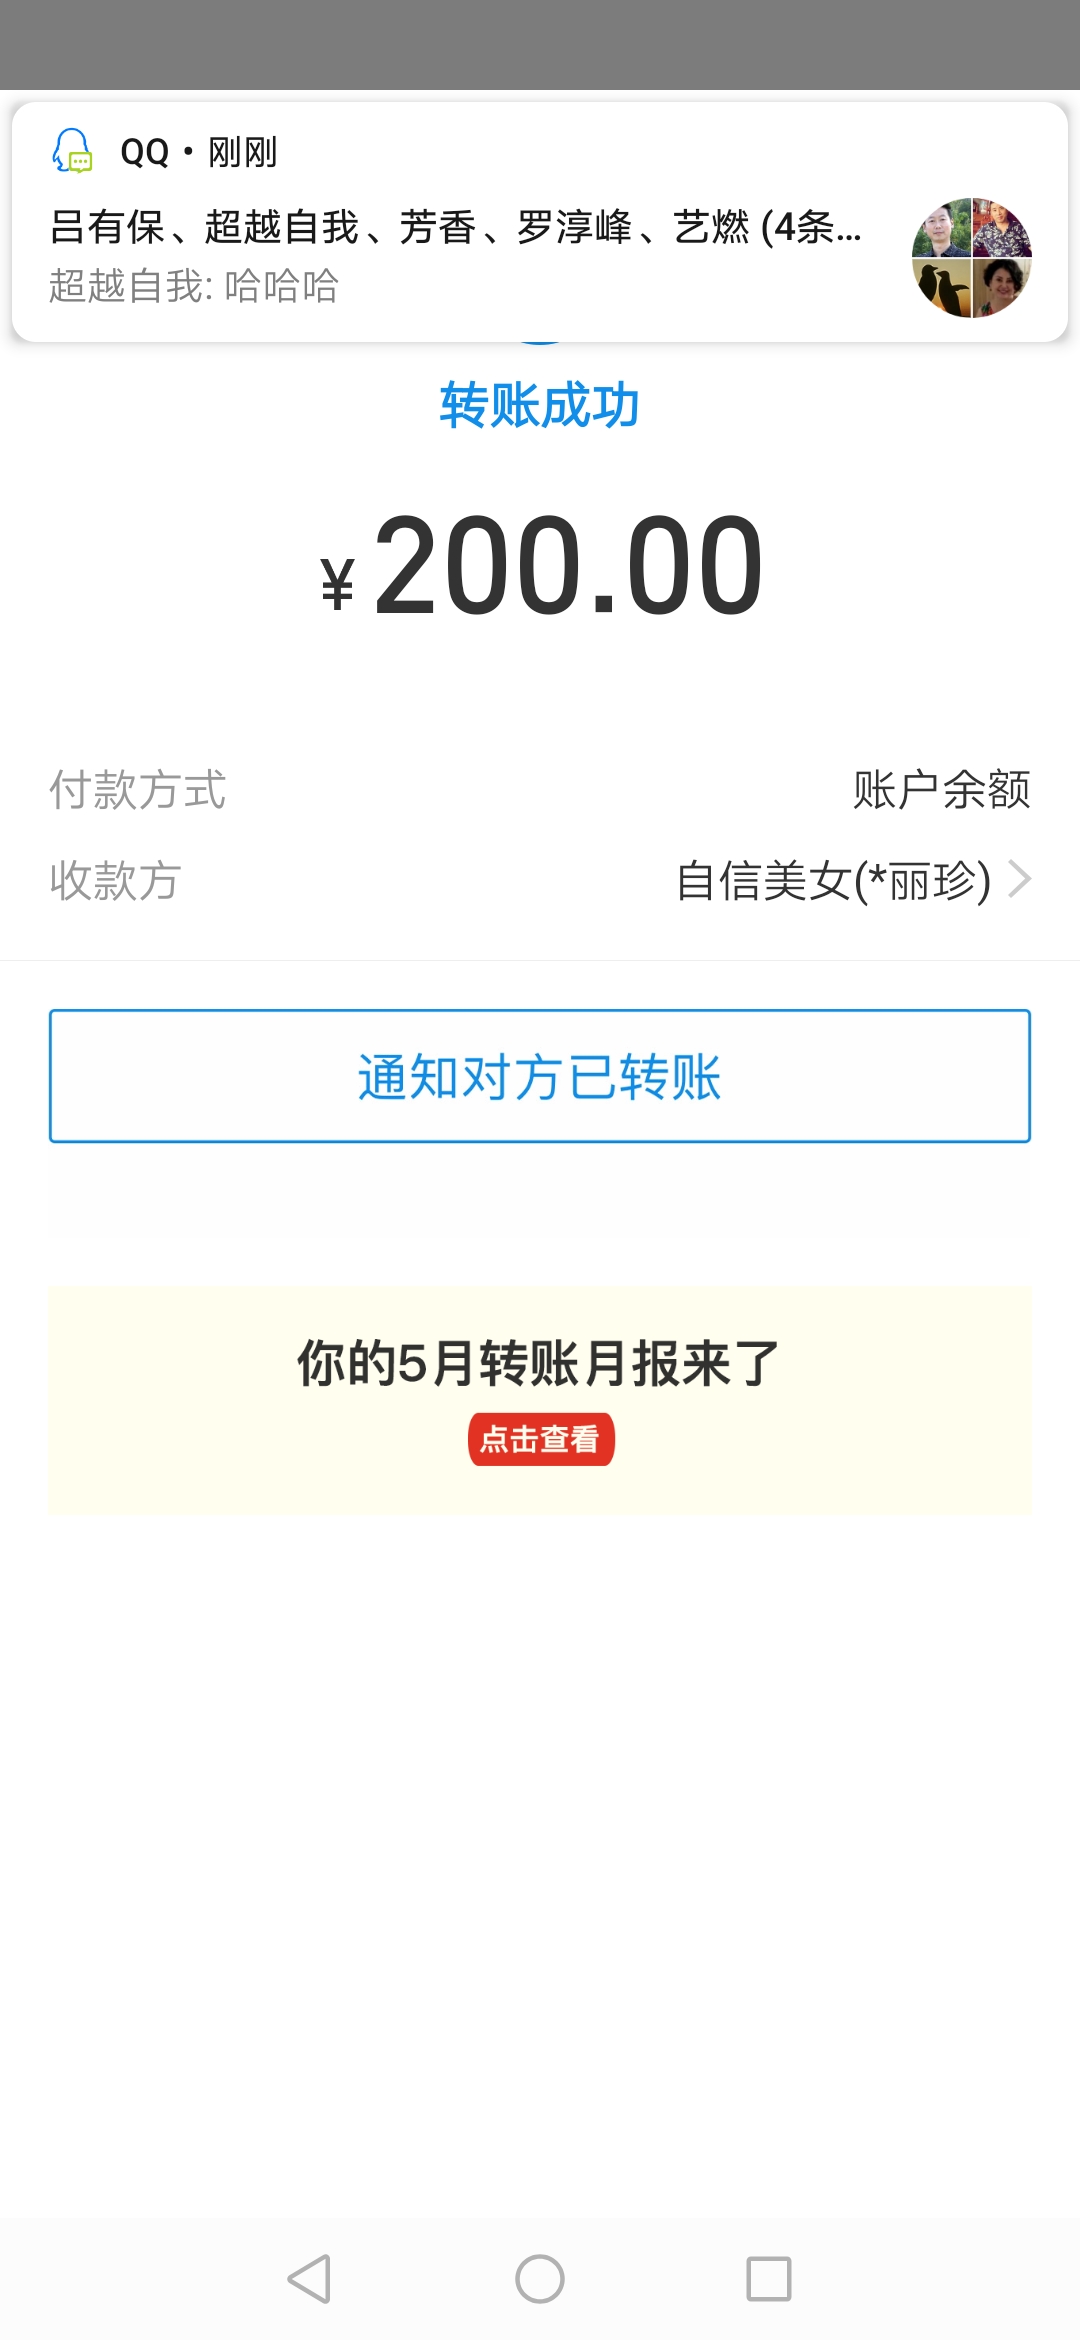 QQ • 刚刚
吕有保、超越自我、芳香、罗淳峰、艺燃 (4条...
超越自我: 哈哈哈
转账成功
¥200.00
付款方式 账户余额
收款方 自信美女(*丽珍)
通知对方已转账
你的5月转账月报来了
点击查看